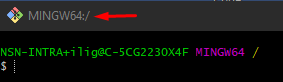 MINGW64:/
NSN-INTRA+ilig@C-5CG2230X4F MINGW64 /
$